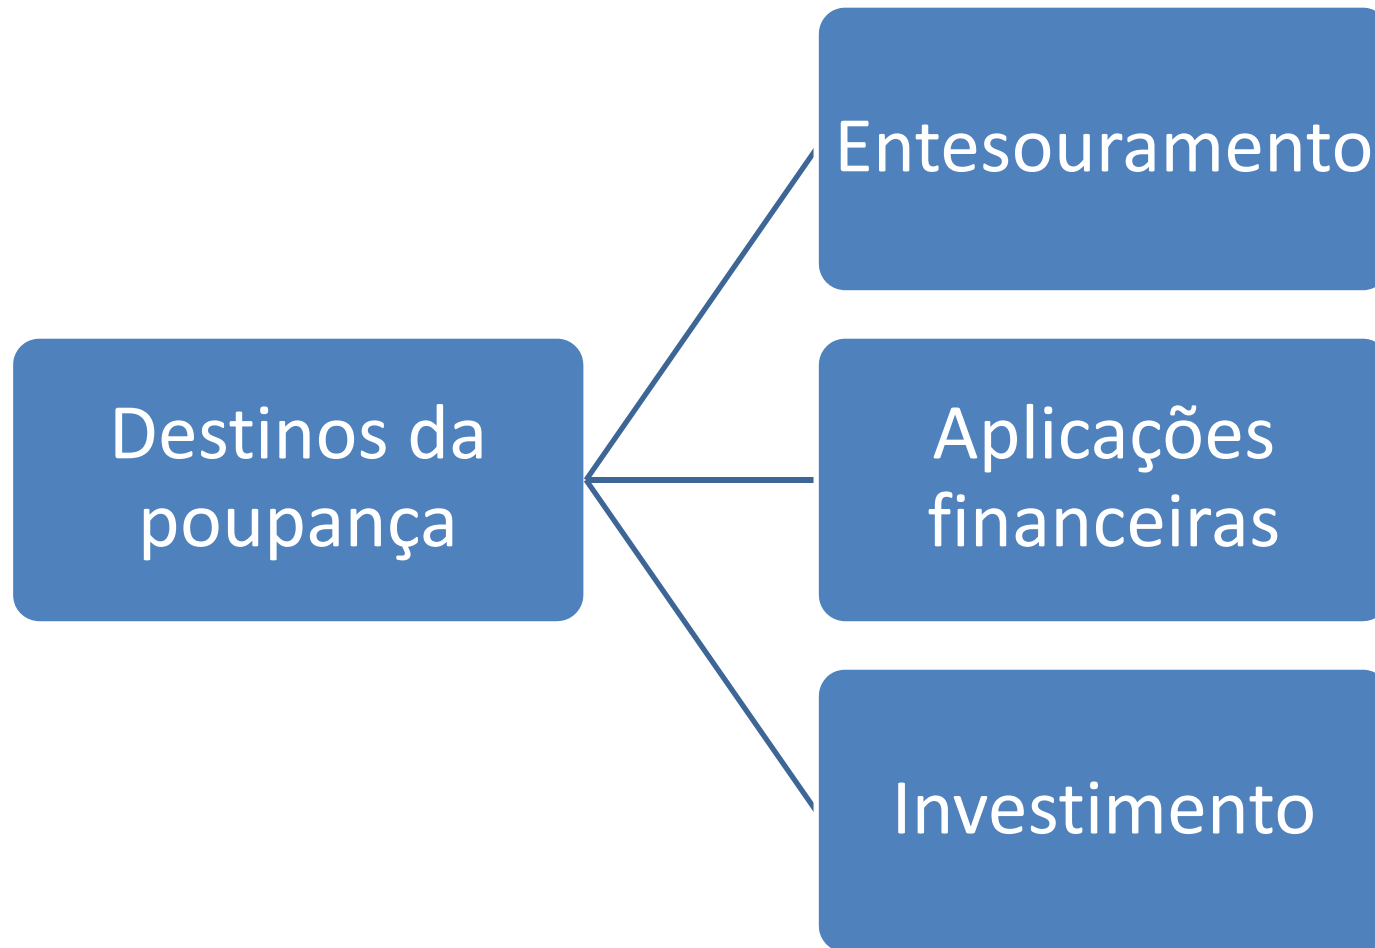 Entesouramento
Destinos da
poupança
Aplicações
financeiras
Investimento